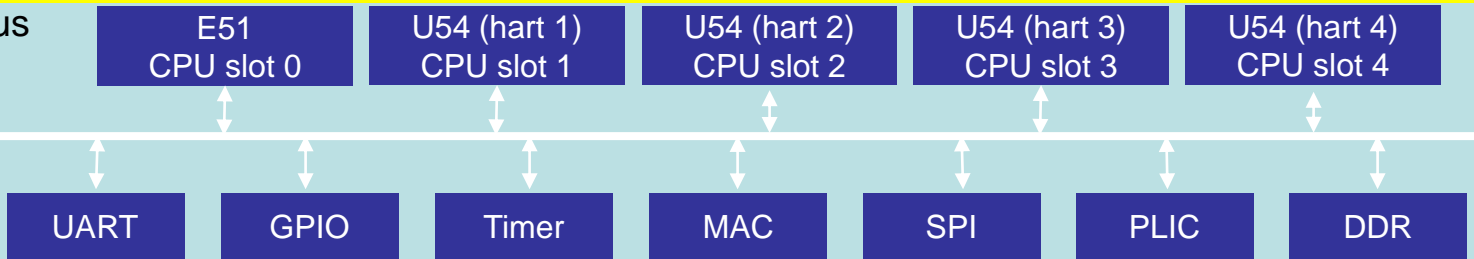 E51
CPU slot 0
U54 (hart 1)
CPU slot 1
U54 (hart 2)
CPU slot 2
U54 (hart 3)
CPU slot 3
U54 (hart 4)
CPU slot 4
UART
GPIO
Timer
MAC
SPI
PLIC
DDR